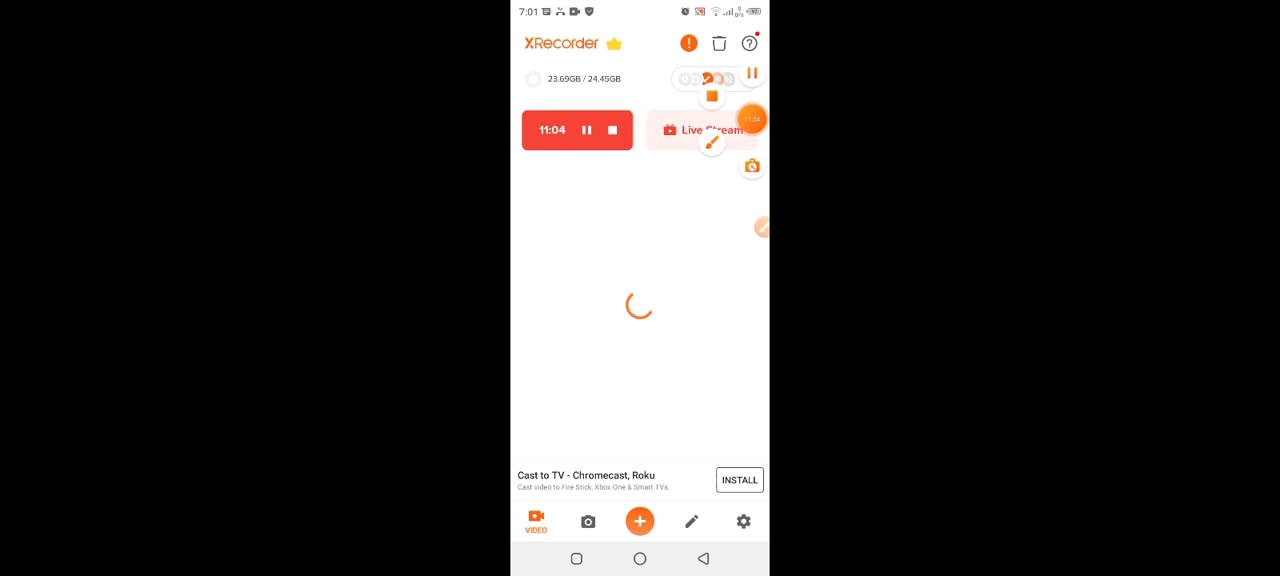 7:01
XRecorder
23.69GB / 24.45GB
11:04
Live Stream
Cast to TV - Chromecast, Roku
Cast video to Fire Stick, Xbox One & Smart TVs.
INSTALL
VIDEO